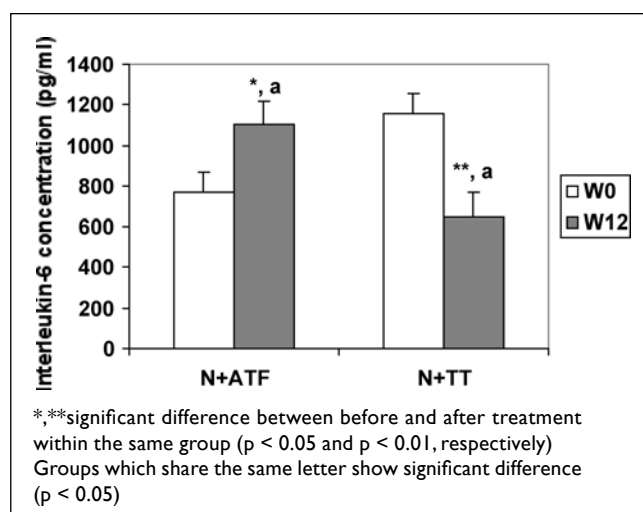 Interleukin-6 concentration (pg/ml)
1400
1200
1000
800
600
400
200
0
*, a
**, a
N+ATF
N+TT
W0
W12
*,**significant difference between before and after treatment
within the same group (p < 0.05 and p < 0.01, respectively)
Groups which share the same letter show significant difference
(p < 0.05)